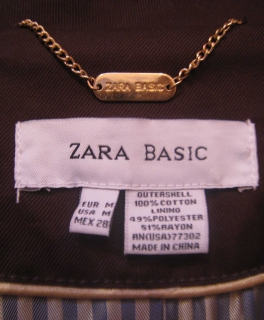 ZARA BASIC
ZARA BASIC
EUR M
USA M
MEX 28
OUTERSHELL
100% COTTON
LINING
49% POLYESTER
51% RAYON
RN(USA)77302
MADE IN CHINA